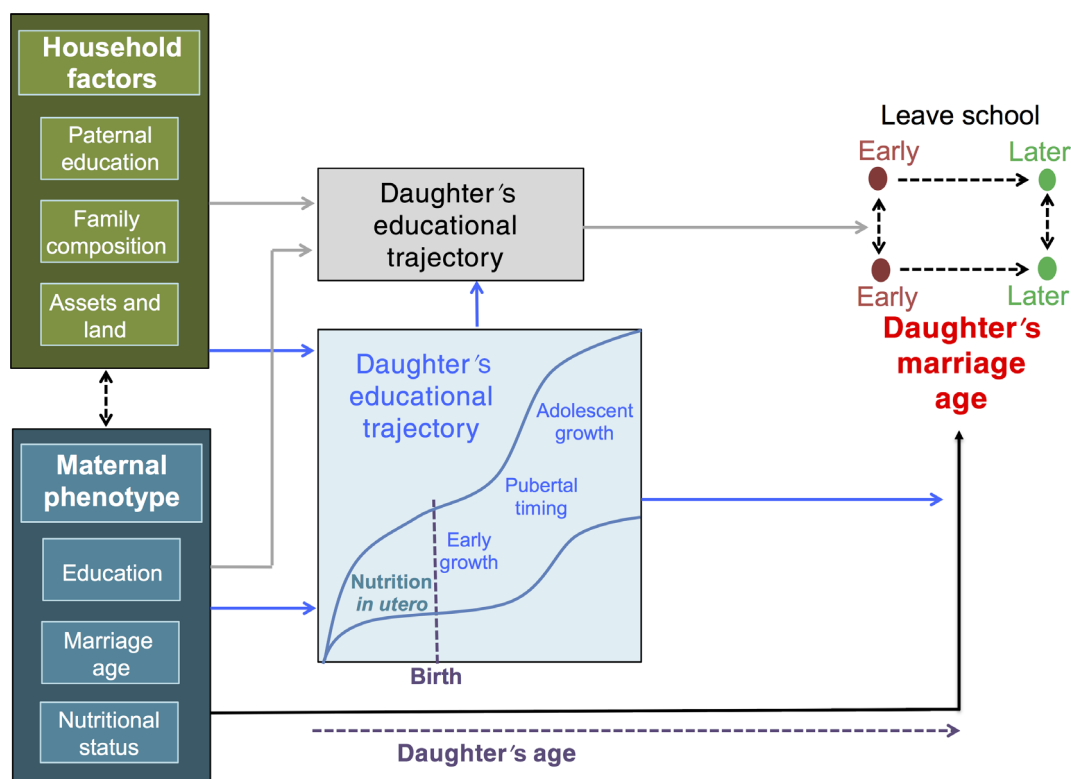 Household
factors
Paternal
education
Family
composition
Assets and
land
Maternal
phenotype
Education
Marriage
age
Nutritional
status
Daughter′s
educational
trajectory
Daughter′s
educational
trajectory
Adolescent
growth
Pubertal
timing
Early
growth
Nutrition
in utero
Birth
Daughter′s age
Leave school
Early Later
Early Later
Daughter′s
marriage
age